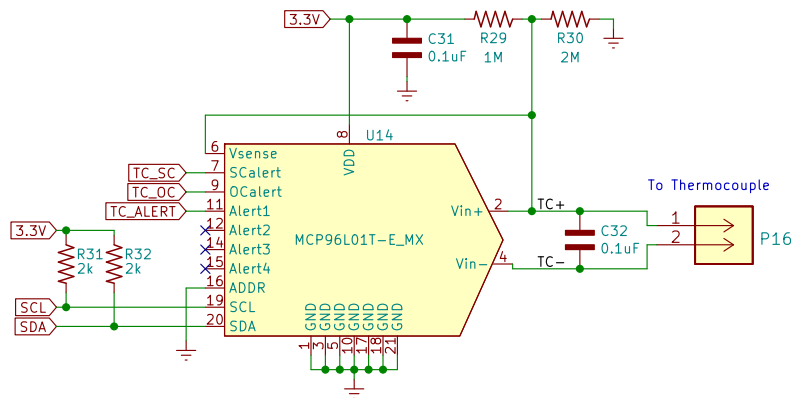 3.3V
C31
0.1uF
R29
1M
R30
2M
8
U14
VDD
6
Vsense
TC_SC
7
SCalert
TC_OC
9
OCalert
TC_ALERT
11
Alert1
12
Alert2
14
Alert3
15
Alert4
16
ADDR
19
SCL
20
SDA
MCP96L01T-E_MX
Vin+
2
TC+
Vin-
4
TC-
C32
0.1uF
To Thermocouple
1
2
P16
3.3V
R31
2k
R32
2k
SCL
SDA
GND GND GND GND GND GND GND
1 3 5 10 17 18 21